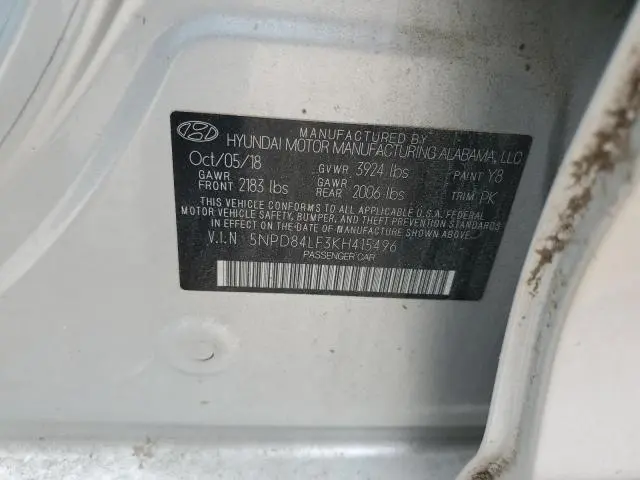 MANUFACTURED BY
HYUNDAI MOTOR MANUFACTURING ALABAMA, LLC
Oct/05/18 GVWR 3924 lbs PAINT Y8
GAWR FRONT 2183 lbs GAWR REAR 2006 lbs TRIM PK
THIS VEHICLE CONFORMS TO ALL APPLICABLE U.S.A. FEDERAL
MOTOR VEHICLE SAFETY, BUMPER, AND THEFT PREVENTION STANDARDS
IN EFFECT ON THE DATE OF MANUFACTURE SHOWN ABOVE
V.I.N 5NPD84LF3KH415496
PASSENGER CAR